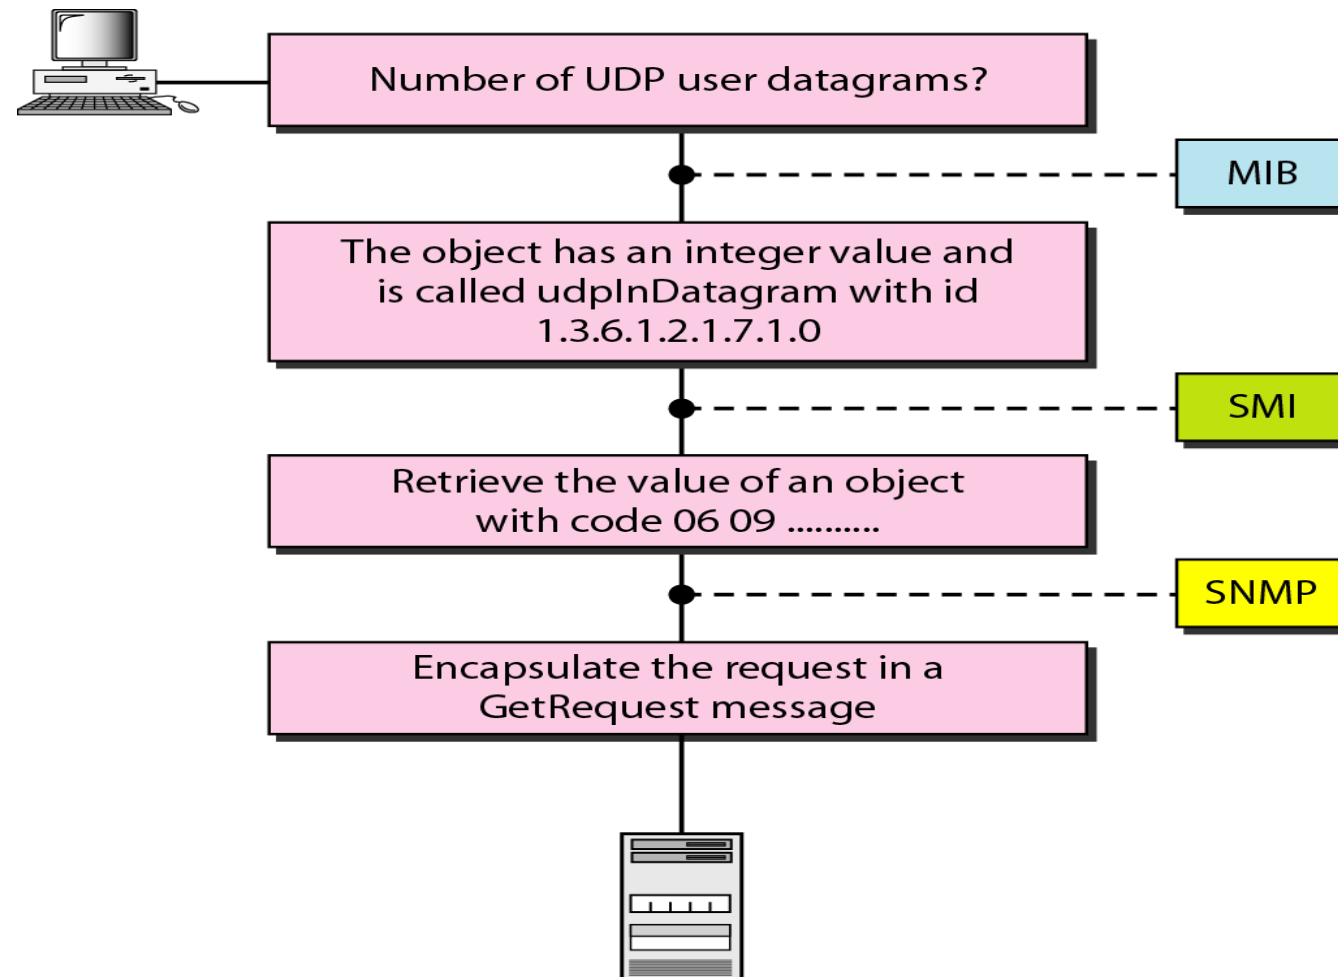 Number of UDP user datagrams?
MIB
The object has an integer value and
is called udpInDatagram with id
1.3.6.1.2.1.7.1.0
SMI
Retrieve the value of an object
with code 06 09 ..........
SNMP
Encapsulate the request in a
GetRequest message